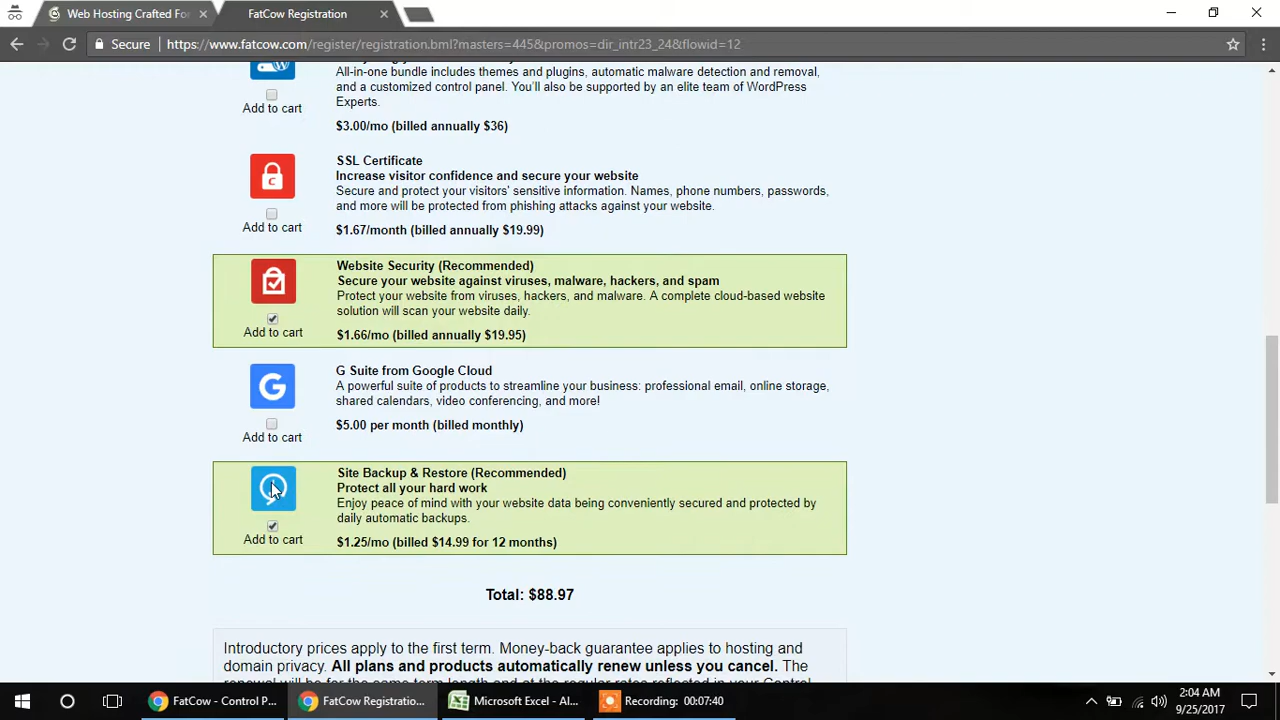 Web Hosting Crafted Fo
FatCow Registration
Secure
https://www.fatcow.com/register/registration.bml?masters=445&promos=dir_intr23_24&flowid=12
All-in-one bundle includes themes and plugins, automatic malware detection and removal,
and a customized control panel. You'll also be supported by an elite team of WordPress
Experts.
Add to cart
$3.00/mo (billed annually $36)
SSL Certificate
Increase visitor confidence and secure your website
Secure and protect your visitors' sensitive information. Names, phone numbers, passwords,
and more will be protected from phishing attacks against your website.
Add to cart
$1.67/month (billed annually $19.99)
Website Security (Recommended)
Secure your website against viruses, malware, hackers, and spam
Protect your website from viruses, hackers, and malware. A complete cloud-based website
solution will scan your website daily.
Add to cart
$1.66/mo (billed annually $19.95)
G Suite from Google Cloud
A powerful suite of products to streamline your business: professional email, online storage,
shared calendars, video conferencing, and more!
$5.00 per month (billed monthly)
Add to cart
Site Backup & Restore (Recommended)
Protect all your hard work
Enjoy peace of mind with your website data being conveniently secured and protected by
daily automatic backups.
Add to cart
$1.25/mo (billed $14.99 for 12 months)
Total: $88.97
Introductory prices apply to the first term. Money-back guarantee applies to hosting and
domain privacy. All plans and products automatically renew unless you cancel. The
FatCow - Control P...
FatCow Registratio...
Microsoft Excel - Al...
Recording: 00:07:40
2:04 AM
9/25/2017